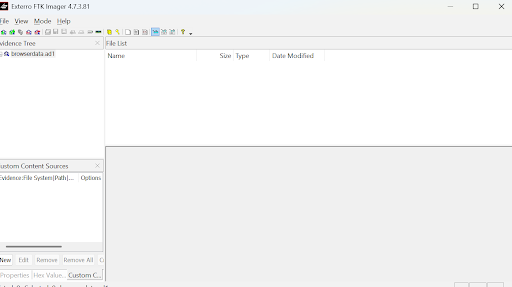 Exterro FTK Imager 4.7.3.81
File View Mode Help
vidence Tree
File List
browserdata.ad1
Name Size Type Date Modified
ustom Content Sources
Evidence:File System|Path|... Options
New Edit Remove Remove All C
Properties Hex Value... Custom C...